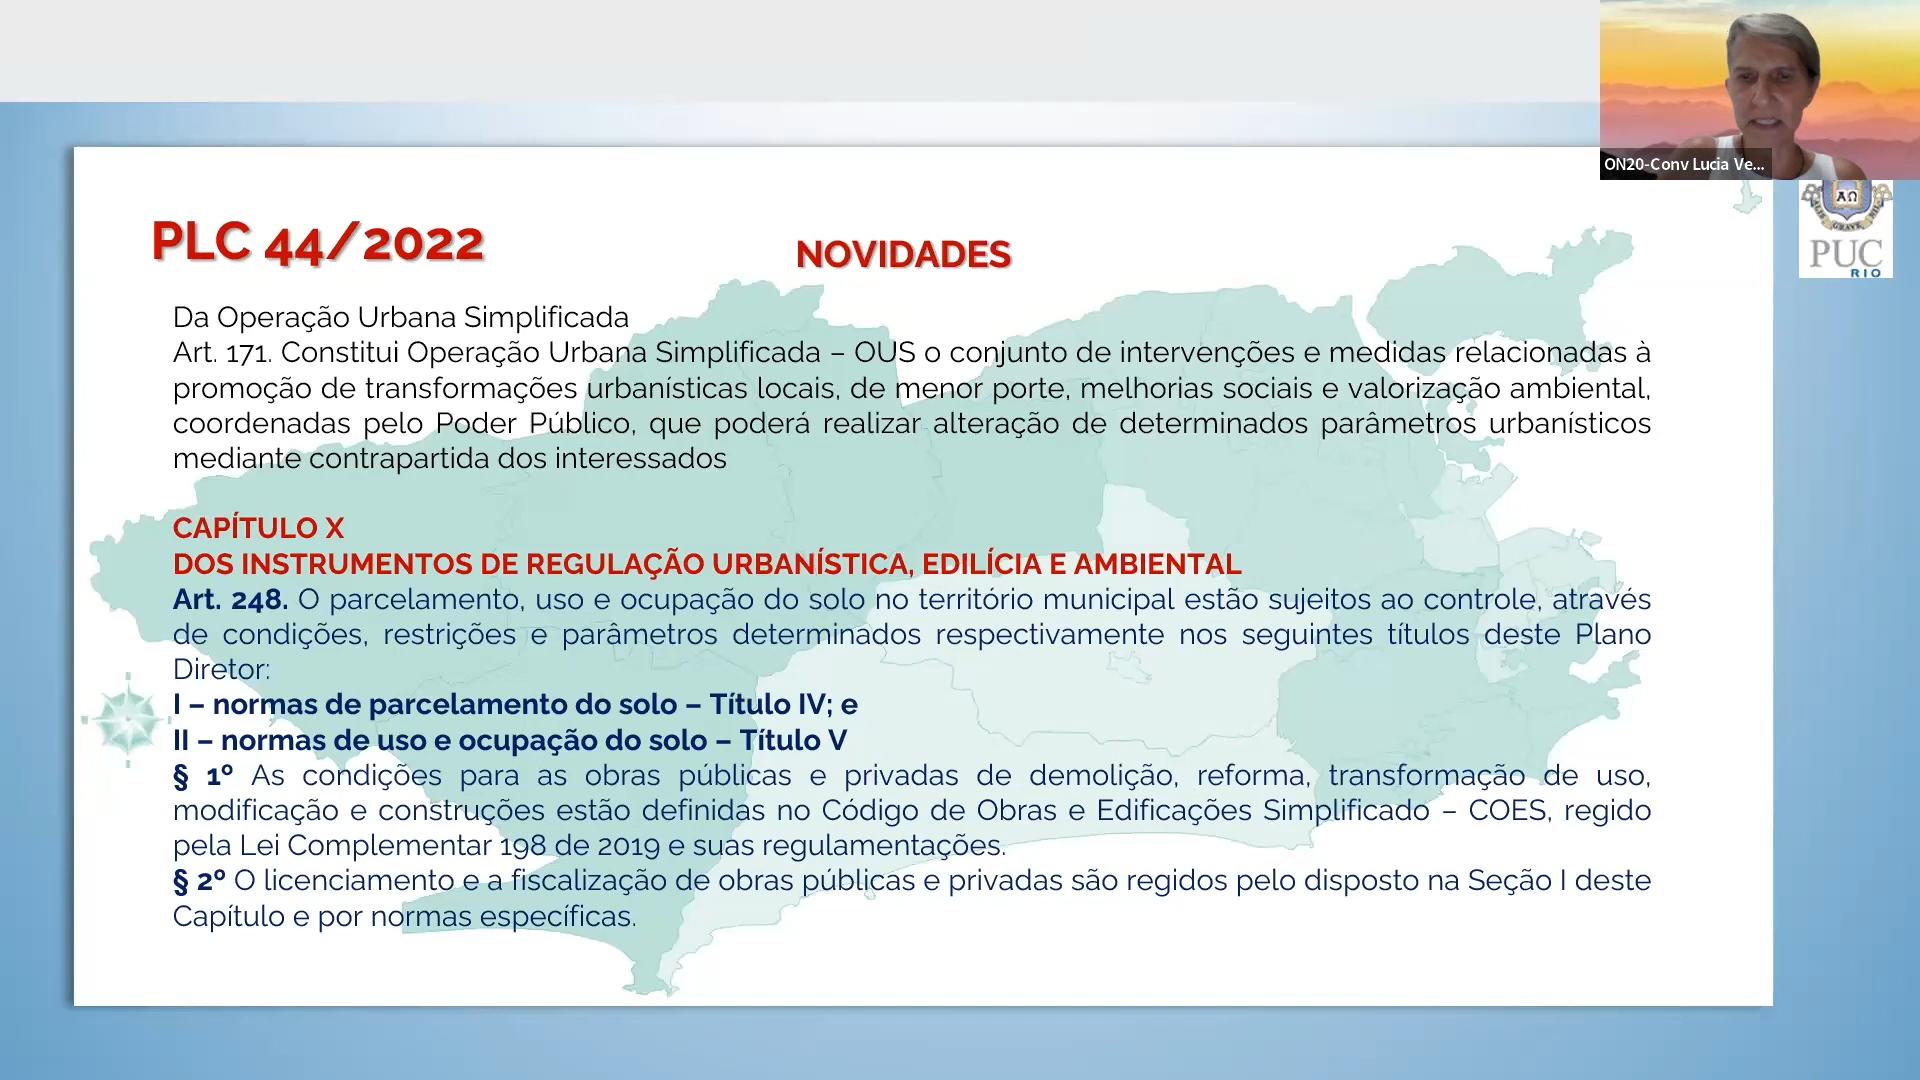 ON20-Conv Lucia Ve...
ΑΩ
GRAVE
PUC
RIO
PLC 44/2022
NOVIDADES
Da Operação Urbana Simplificada
Art. 171. Constitui Operação Urbana Simplificada – OUS o conjunto de intervenções e medidas relacionadas à
promoção de transformações urbanísticas locais, de menor porte, melhorias sociais e valorização ambiental,
coordenadas pelo Poder Público, que poderá realizar alteração de determinados parâmetros urbanísticos
mediante contrapartida dos interessados
CAPÍTULO X
DOS INSTRUMENTOS DE REGULAÇÃO URBANÍSTICA, EDILÍCIA E AMBIENTAL
Art. 248. O parcelamento, uso e ocupação do solo no território municipal estão sujeitos ao controle, através
de condições, restrições e parâmetros determinados respectivamente nos seguintes títulos deste Plano
Diretor:
I – normas de parcelamento do solo – Título IV; e
II – normas de uso e ocupação do solo – Título V
§ 1º As condições para as obras públicas e privadas de demolição, reforma, transformação de uso,
modificação e construções estão definidas no Código de Obras e Edificações Simplificado – COES, regido
pela Lei Complementar 198 de 2019 e suas regulamentações.
§ 2º O licenciamento e a fiscalização de obras públicas e privadas são regidos pelo disposto na Seção I deste
Capítulo e por normas específicas.